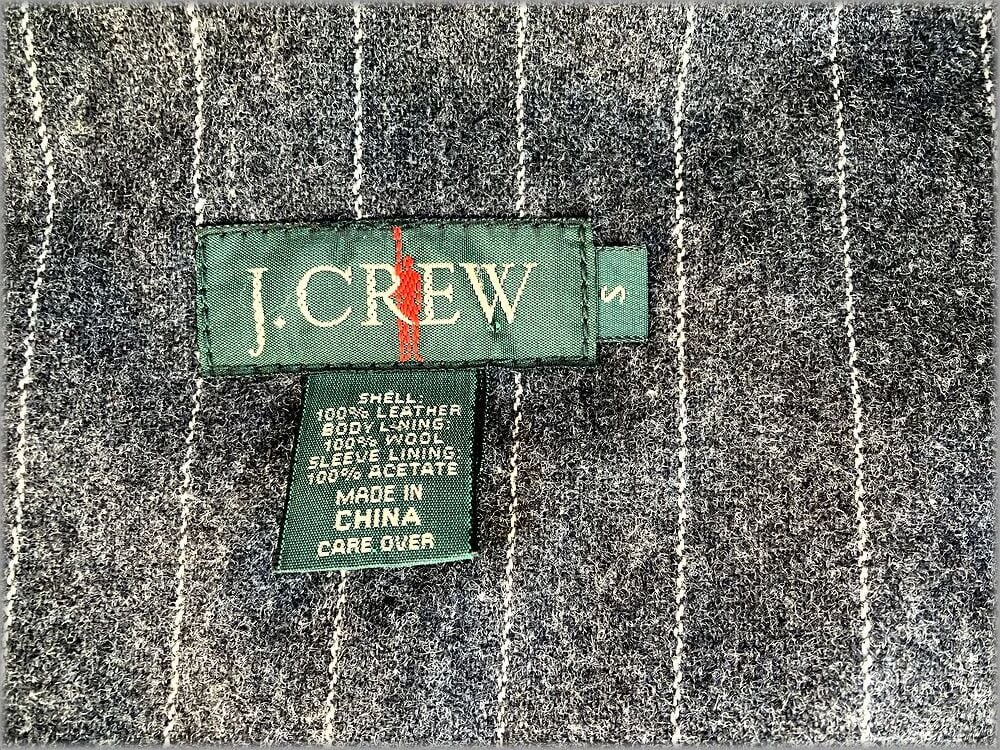 J.CREW
S
SHELL:
100% LEATHER
BODY LINING:
100% WOOL
SLEEVE LINING
100% ACETATE
MADE IN
CHINA
CARE OVER